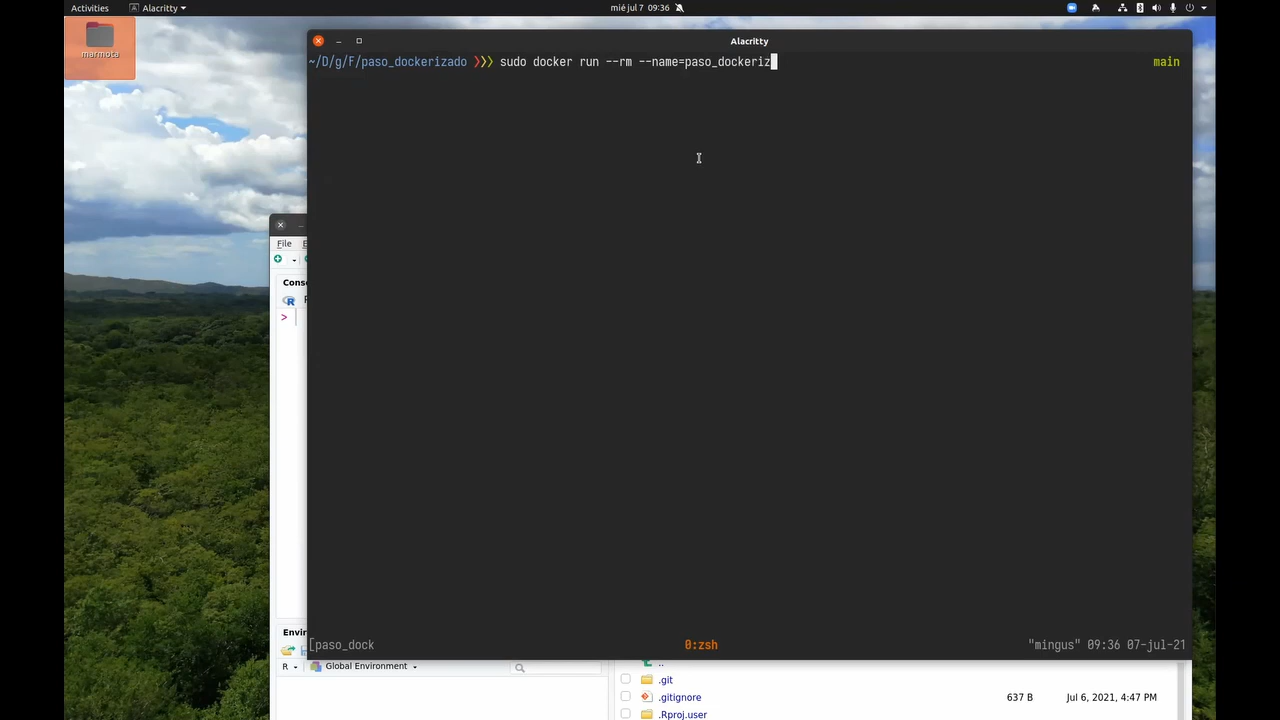 Activities Alacritty mié jul 7 09:36
marmota
Alacritty
~/D/g/F/paso_dockerizado ❯❯❯ sudo docker run --rm --name=paso_dockeriz main
File
Conso
R
>
[paso_dock 0:zsh "mingus" 09:36 07-jul-21
Envir
R Global Environment
..
.git
.gitignore 637 B Jul 6, 2021, 4:47 PM
.Rproj.user